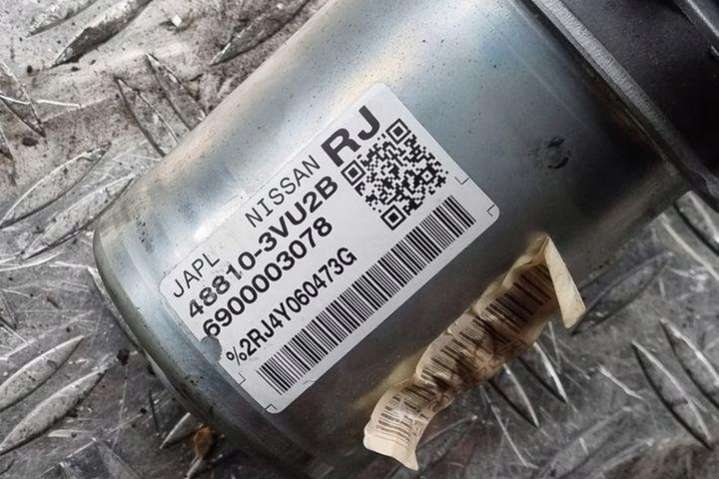 JAPL NISSAN RJ
48810-3VU2B
6900003078
%2RJ4Y060473G